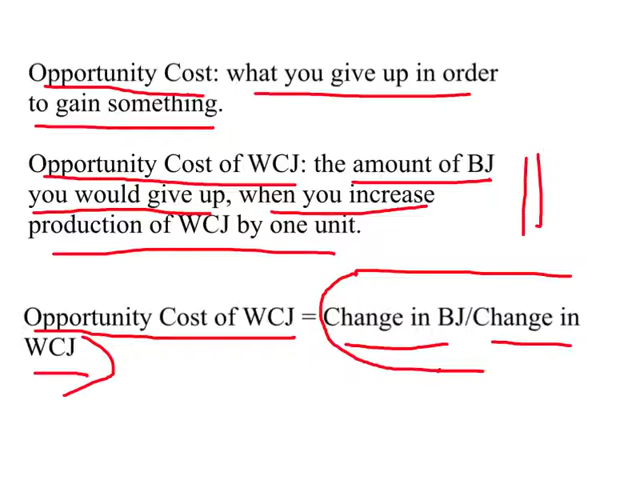 Opportunity Cost: what you give up in order
to gain something.
Opportunity Cost of WCJ: the amount of BJ
you would give up, when you increase
production of WCJ by one unit.
Opportunity Cost of WCJ = Change in BJ/Change in
WCJ